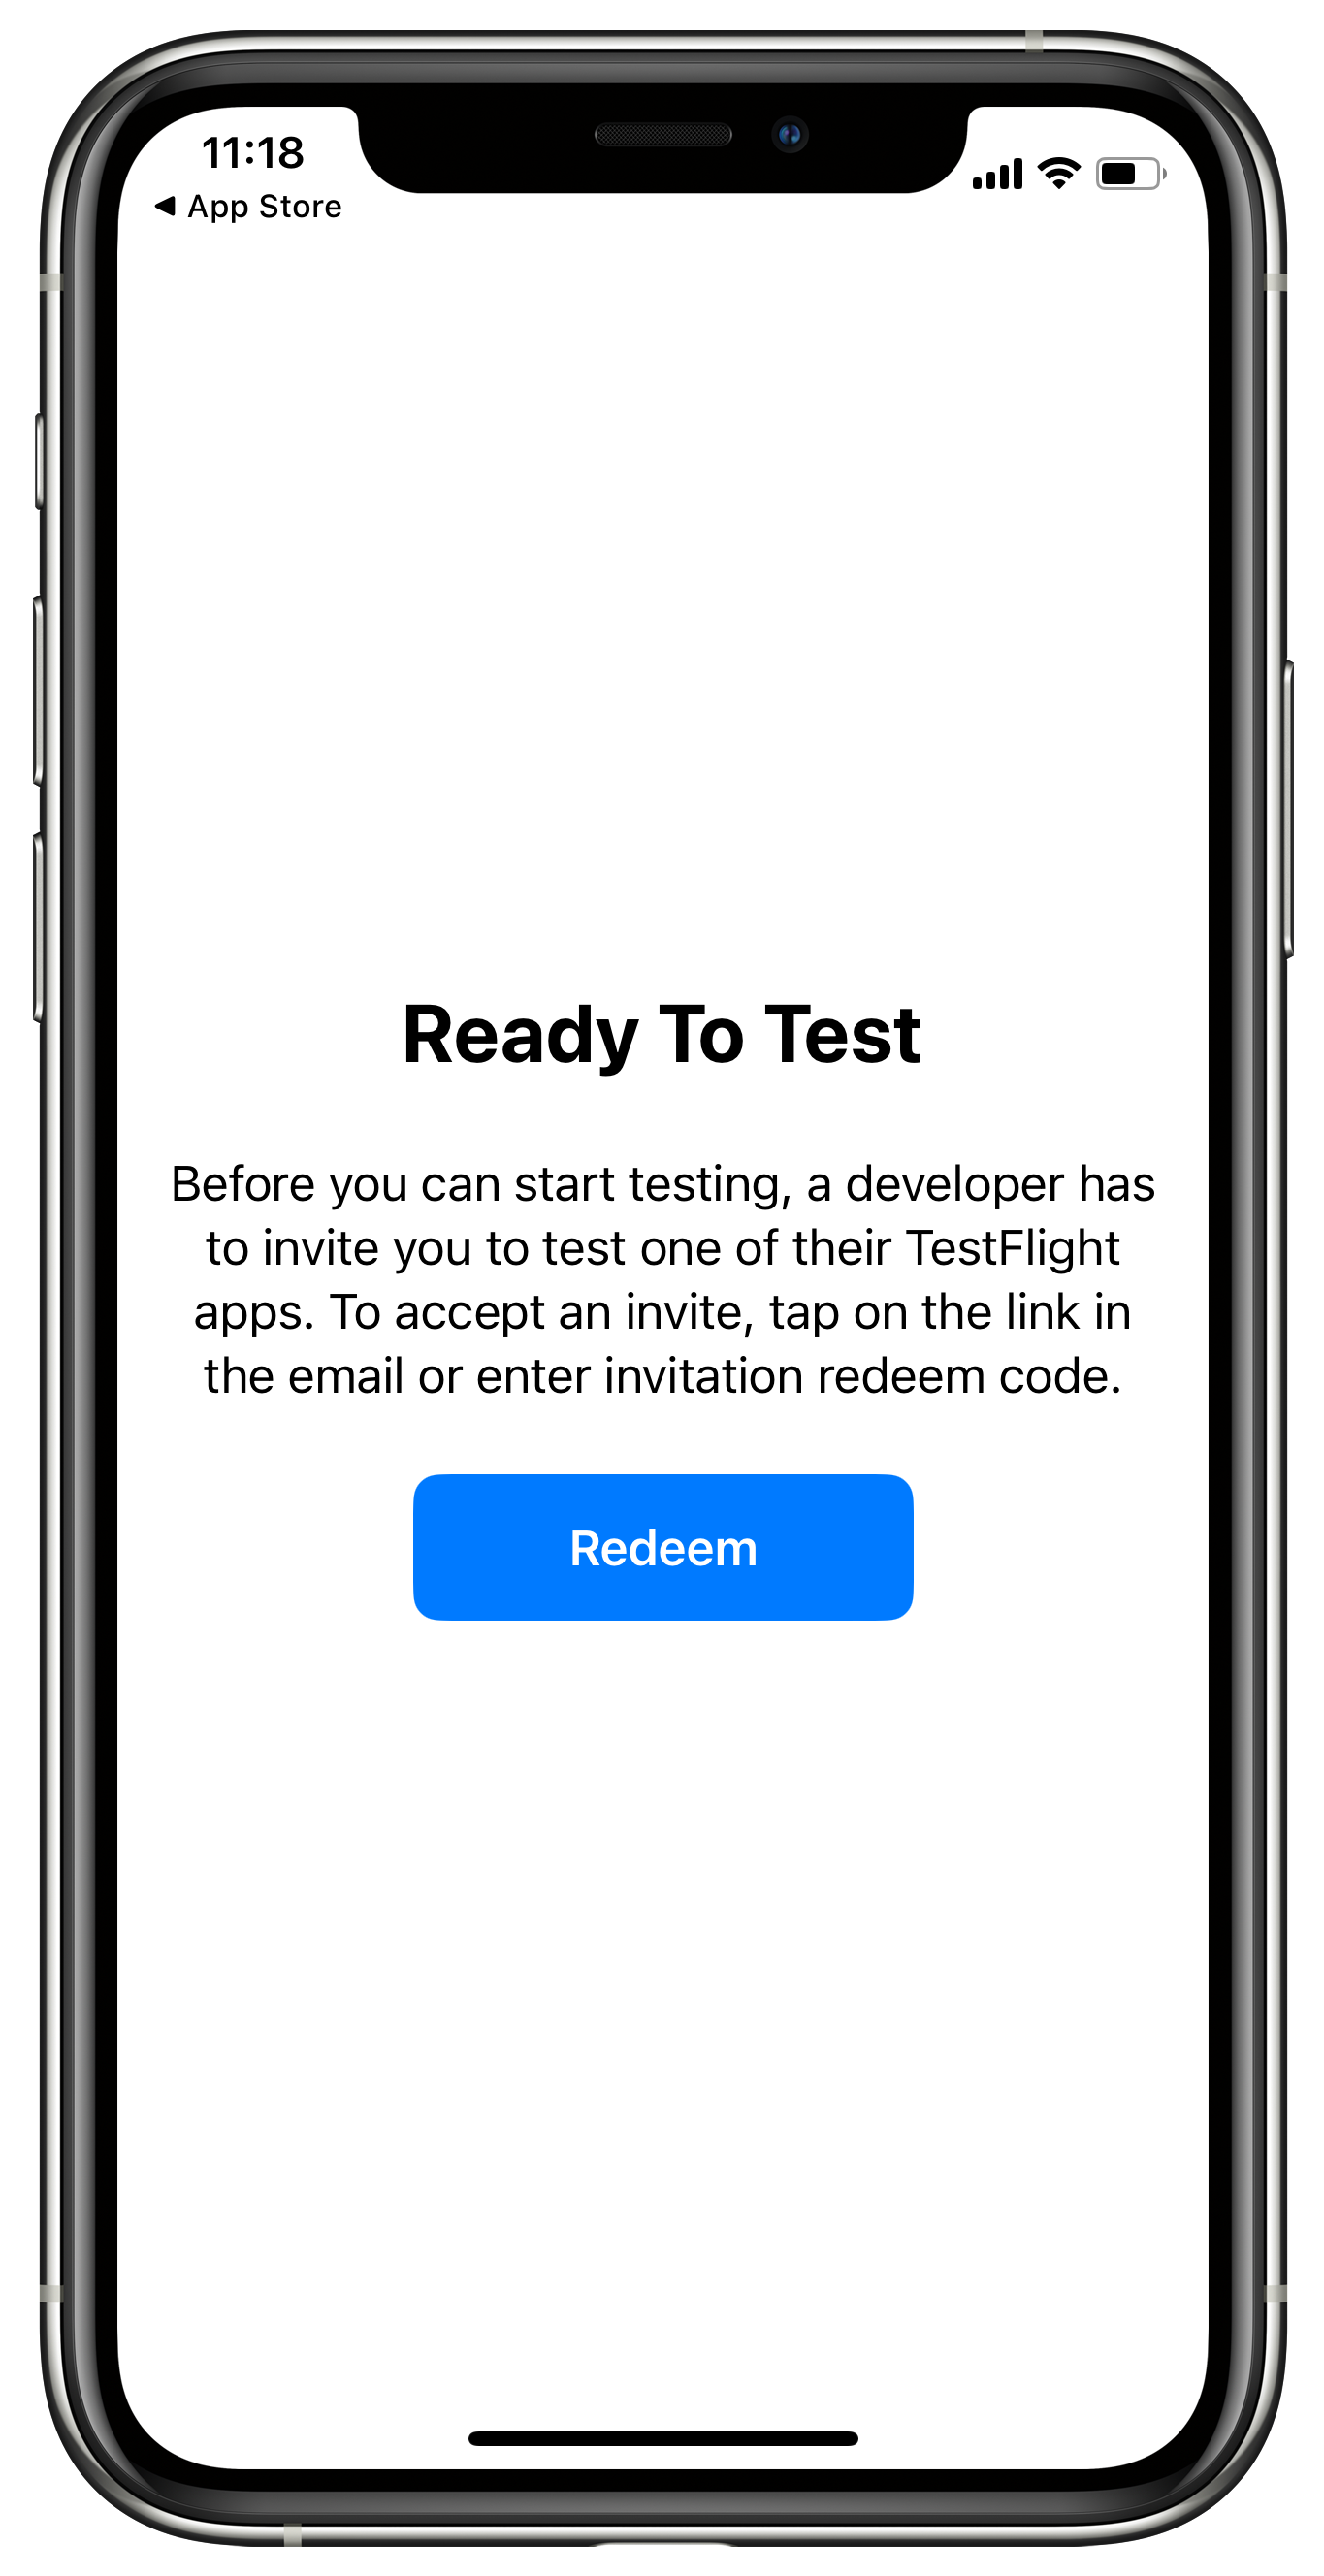 11:18
◀ App Store
Ready To Test
Before you can start testing, a developer has
to invite you to test one of their TestFlight
apps. To accept an invite, tap on the link in
the email or enter invitation redeem code.
Redeem